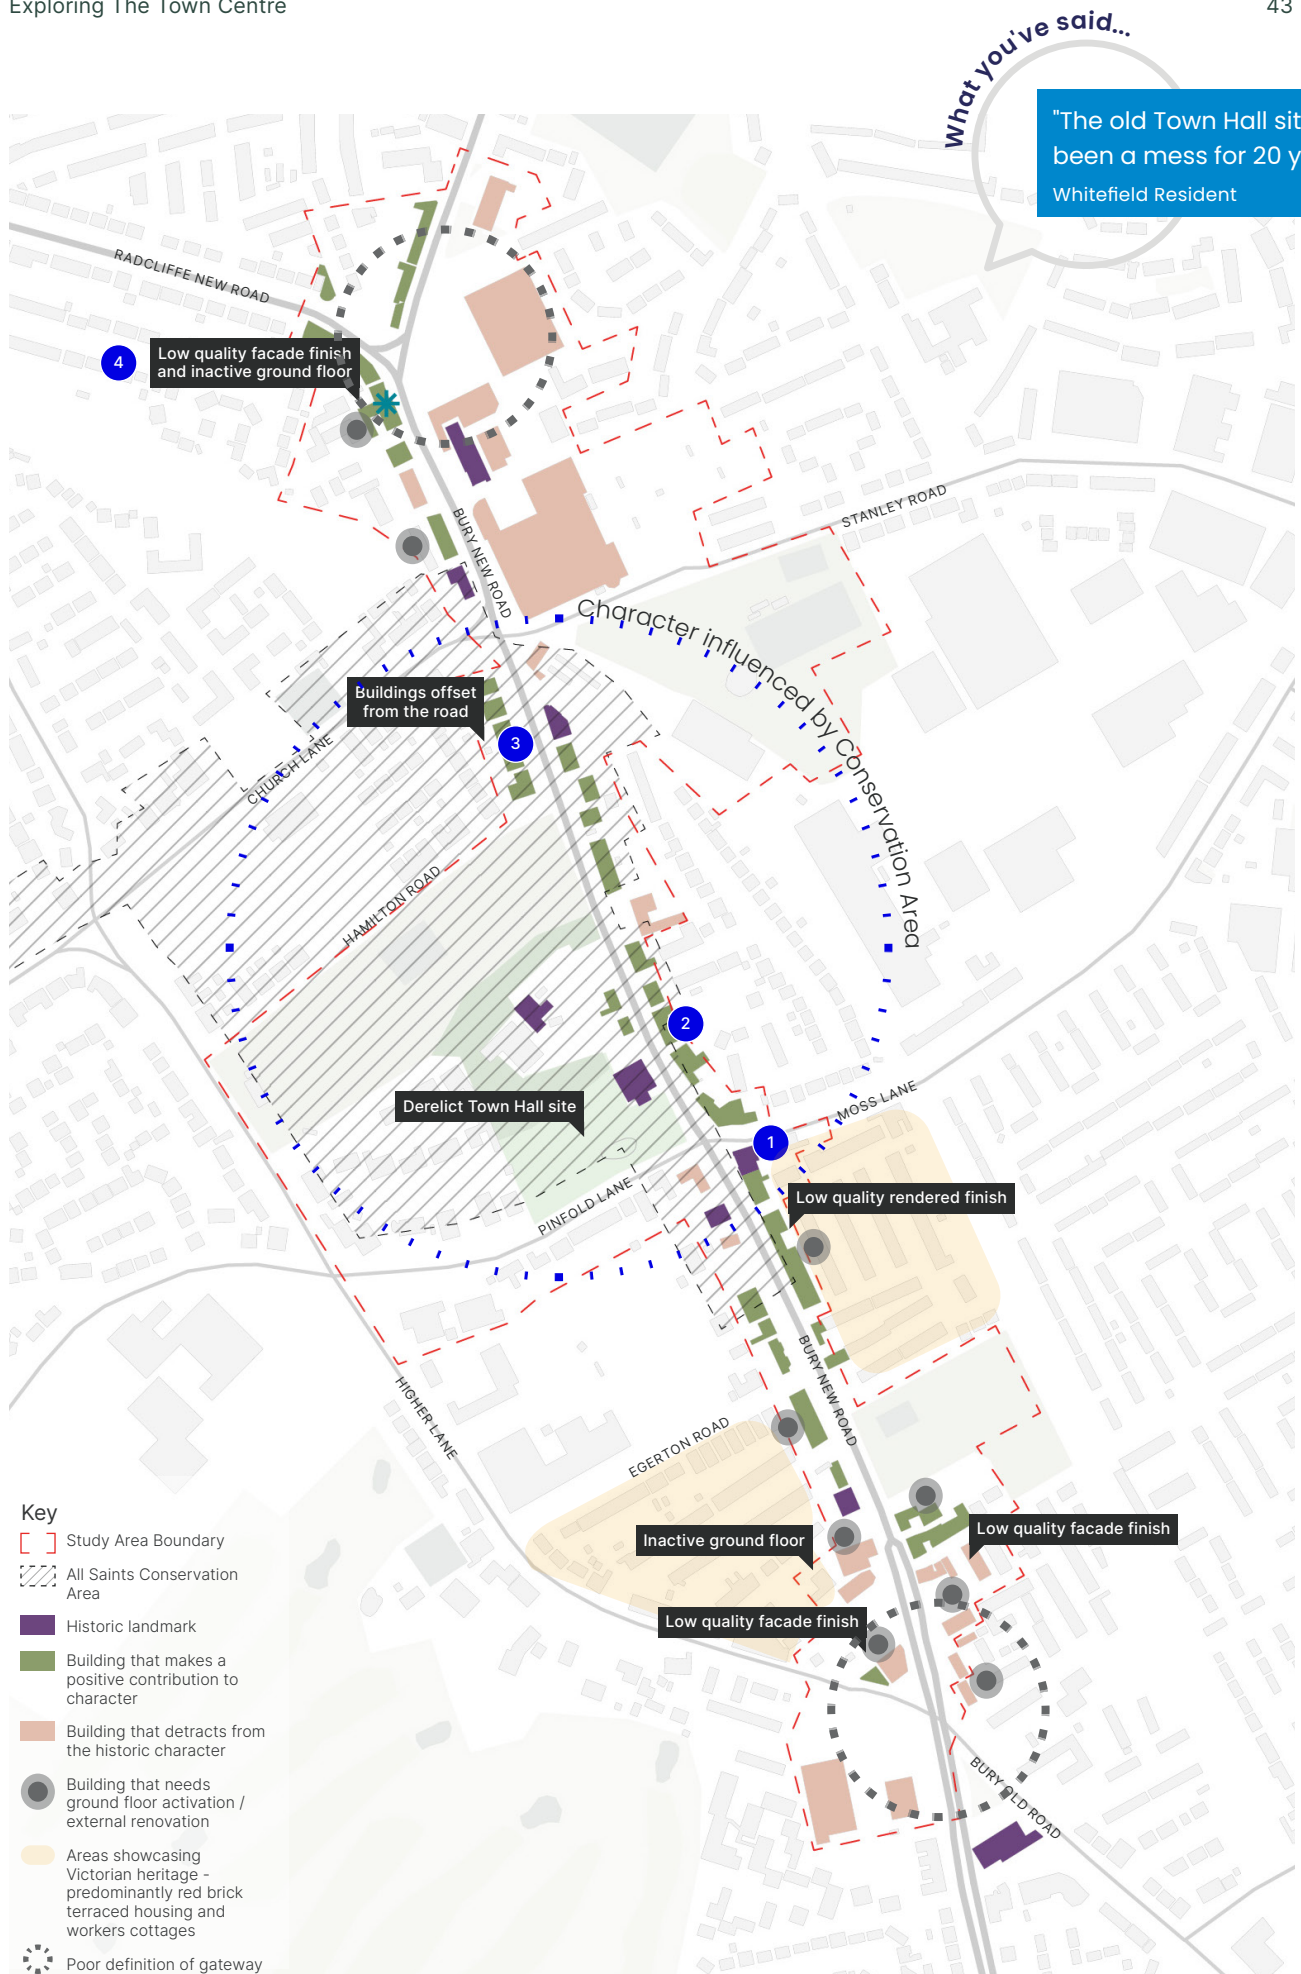 Exploring The Town Centre
43
What you've said...
"The old Town Hall sit
been a mess for 20 y
Whitefield Resident
RADCLIFFE NEW ROAD
4
Low quality facade finish
and inactive ground floor
STANLEY ROAD
BURY NEW ROAD
Character influenced by Conservation Area
Buildings offset
from the road
3
CHURCH LANE
HAMILTON ROAD
2
Derelict Town Hall site
MOSS LANE
1
PINFOLD LANE
Low quality rendered finish
BURY NEW ROAD
HIGHER LANE
EGERTON ROAD
Inactive ground floor
Low quality facade finish
Low quality facade finish
BURY OLD ROAD
Key
Study Area Boundary
All Saints Conservation
Area
Historic landmark
Building that makes a
positive contribution to
character
Building that detracts from
the historic character
Building that needs
ground floor activation /
external renovation
Areas showcasing
Victorian heritage -
predominantly red brick
terraced housing and
workers cottages
Poor definition of gateway